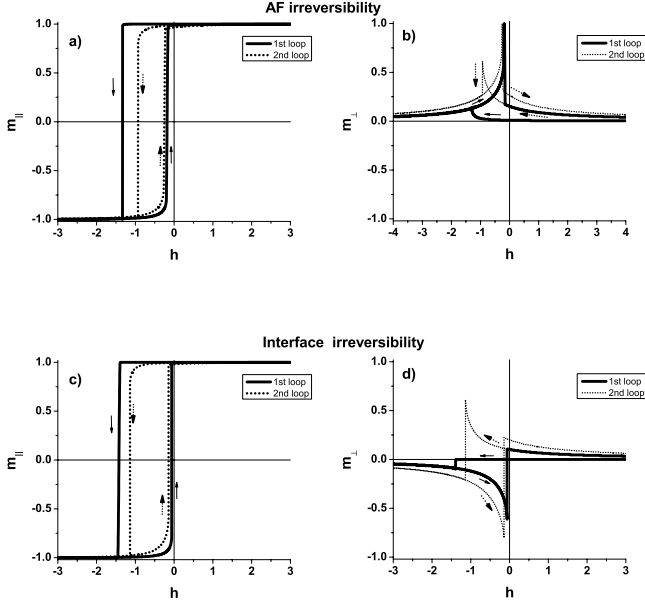 AF irreversibility
a)
1.0
0.5
0.0
-0.5
-1.0
m||
1st loop
2nd loop
-3 -2 -1 0 1 2 3
h
b)
1.0
0.5
0.0
-0.5
-1.0
m⊥
1st loop
2nd loop
-4 -3 -2 -1 0 1 2 3 4
h
Interface irreversibility
c)
1.0
0.5
0.0
-0.5
-1.0
m||
1st loop
2nd loop
-3 -2 -1 0 1 2 3
h
d)
1.0
0.5
0.0
-0.5
-1.0
m⊥
1st loop
2nd loop
-4 -3 -2 -1 0 1 2 3 4
h